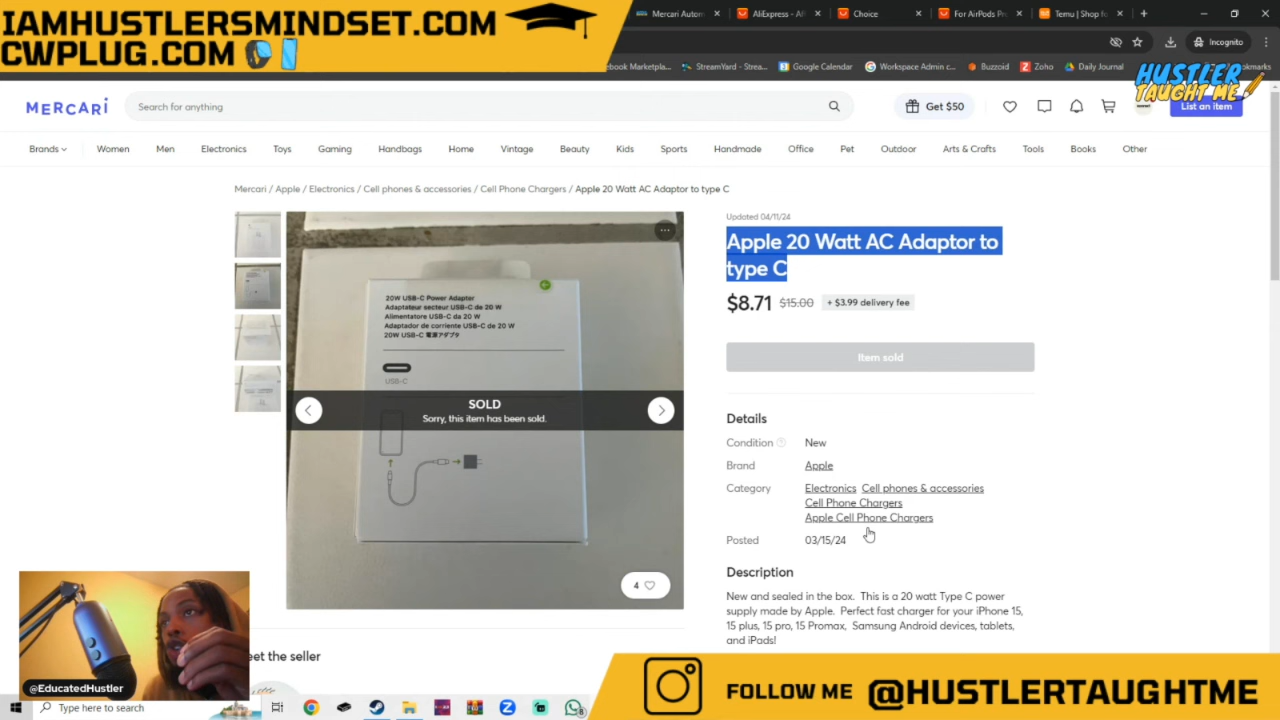 IAMHUSTLERSMINDSET.COM
CWPLUG.COM
Mercari Autom
AliExpress - Aff
Choice
For AirPods Pr
Temu | Shop fo
ebook Marketpla...
StreamYard - Strea...
Google Calendar
Workspace Admin c...
Buzzoid
Zoho
Daily Journal
Incognito
HUSTLER
TAUGHT ME
MERCARI
Search for anything
Get $50
List an item
Brands
Women
Men
Electronics
Toys
Gaming
Handbags
Home
Vintage
Beauty
Kids
Sports
Handmade
Office
Pet
Outdoor
Arts & Crafts
Tools
Books
Other
Mercari / Apple / Electronics / Cell phones & accessories / Cell Phone Chargers / Apple 20 Watt AC Adaptor to type C
20W USB-C Power Adapter
Adaptateur secteur USB-C de 20 W
Alimentatore USB-C da 20 W
Adaptador de corriente USB-C de 20 W
20W USB-C 電源アダプタ
USB-C
SOLD
Sorry, this item has been sold.
4
Updated 04/11/24
Apple 20 Watt AC Adaptor to
type C
$8.71 $15.00 + $3.99 delivery fee
Item sold
Details
Condition New
Brand Apple
Category Electronics Cell phones & accessories
Cell Phone Chargers
Apple Cell Phone Chargers
Posted 03/15/24
Description
New and sealed in the box. This is a 20 watt Type C power
supply made by Apple. Perfect fast charger for your iPhone 15,
15 plus, 15 pro, 15 Promax, Samsung Android devices, tablets,
and iPads!
eet the seller
@EducatedHustler
Type here to search
FOLLOW ME @HUSTLERTAUGHTME